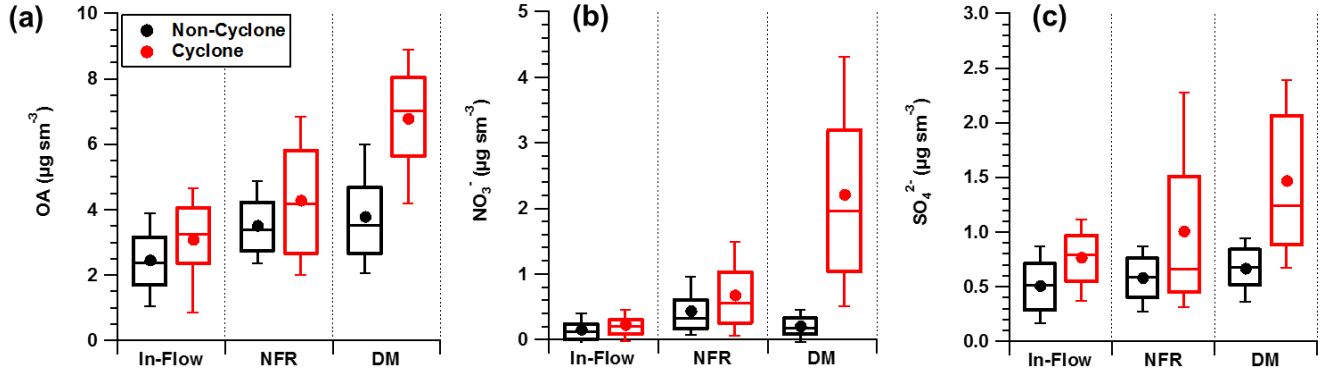 (a)
10
8
6
4
2
0
OA (µg sm⁻³)
Non-Cyclone
Cyclone
In-Flow NFR DM
(b)
5
4
3
2
1
0
NO₃⁻ (µg sm⁻³)
In-Flow NFR DM
(c)
3.0
2.5
2.0
1.5
1.0
0.5
0.0
SO₄²⁻ (µg sm⁻³)
In-Flow NFR DM